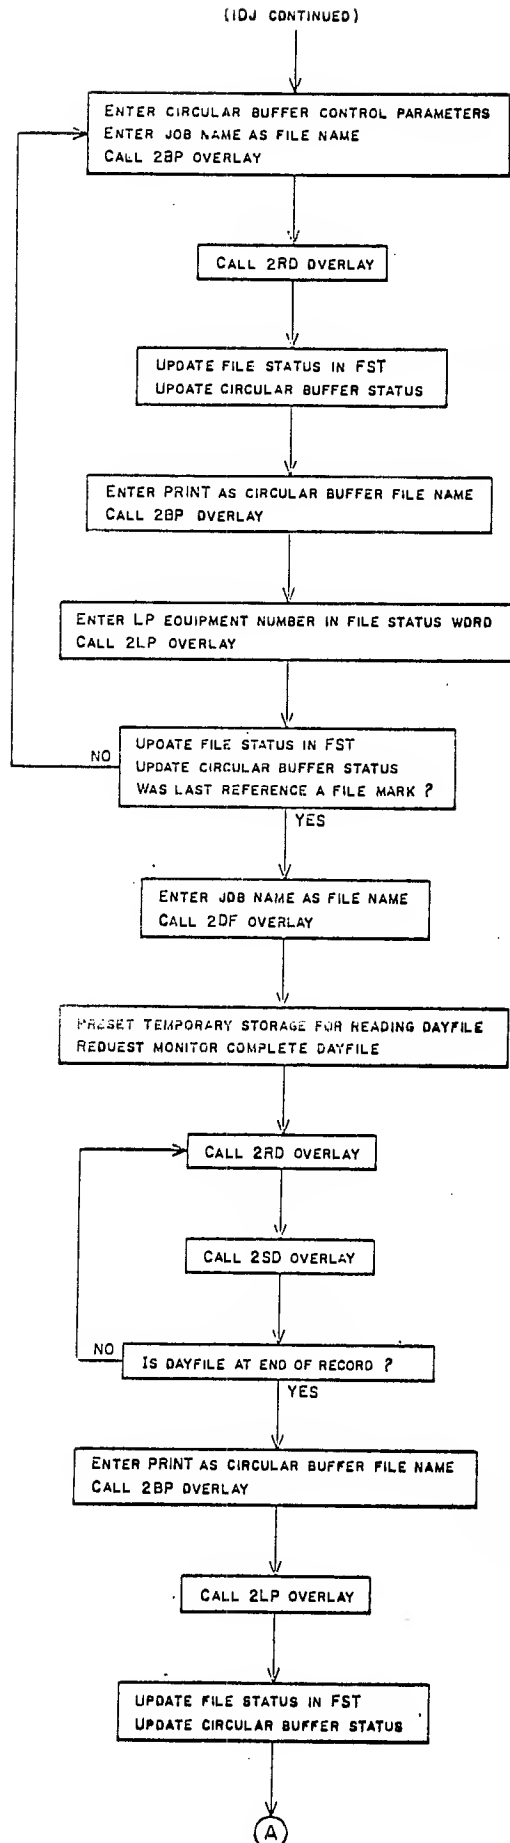 (IDJ CONTINUED)
ENTER CIRCULAR BUFFER CONTROL PARAMETERS
ENTER JOB NAME AS FILE NAME
CALL 2BP OVERLAY
CALL 2RD OVERLAY
UPDATE FILE STATUS IN FST
UPDATE CIRCULAR BUFFER STATUS
ENTER PRINT AS CIRCULAR BUFFER FILE NAME
CALL 2BP OVERLAY
ENTER LP EQUIPMENT NUMBER IN FILE STATUS WORD
CALL 2LP OVERLAY
NO
UPDATE FILE STATUS IN FST
UPDATE CIRCULAR BUFFER STATUS
WAS LAST REFERENCE A FILE MARK ?
YES
ENTER JOB NAME AS FILE NAME
CALL 2DF OVERLAY
PRESET TEMPORARY STORAGE FOR READING DAYFILE
REQUEST MONITOR COMPLETE DAYFILE
CALL 2RD OVERLAY
CALL 2SD OVERLAY
NO
IS DAYFILE AT END OF RECORD ?
YES
ENTER PRINT AS CIRCULAR BUFFER FILE NAME
CALL 2BP OVERLAY
CALL 2LP OVERLAY
UPDATE FILE STATUS IN FST
UPDATE CIRCULAR BUFFER STATUS
A